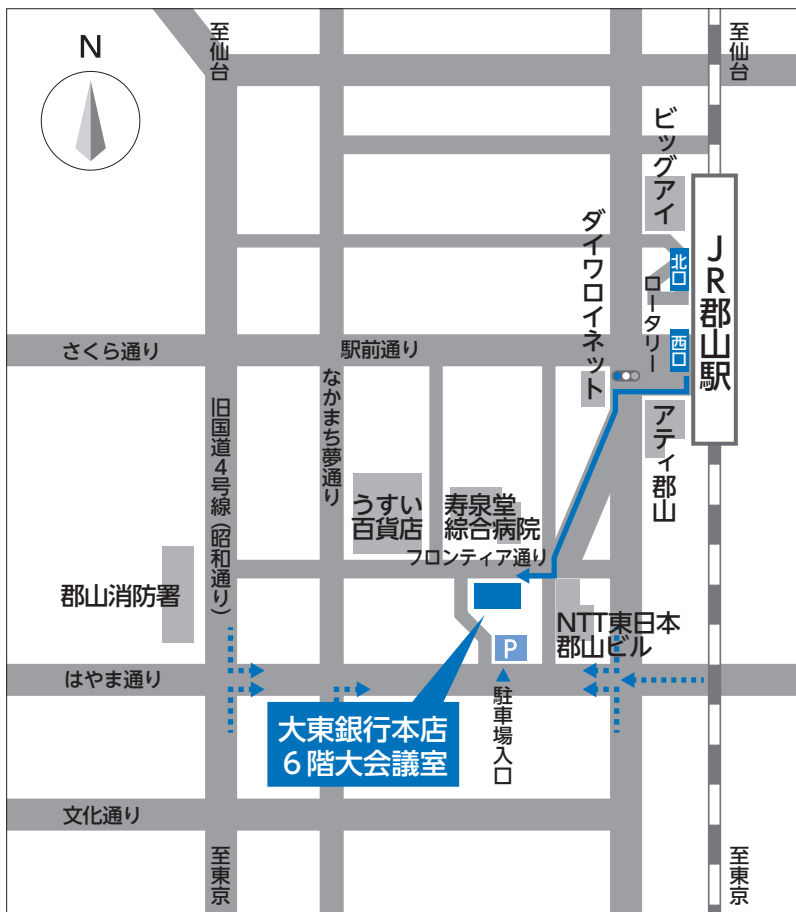 N
至仙台
至仙台
ビッグアイ
ダイワロイネット
北口
JR郡山駅
ロータリー
西口
さくら通り
駅前通り
なかまち夢通り
旧国道4号線(昭和通り)
アティ郡山
うすい
百貨店
寿泉堂
綜合病院
フロンティア通り
郡山消防署
NTT東日本
郡山ビル
P
はやま通り
駐車場入口
大東銀行本店
6階大会議室
文化通り
至東京
至東京